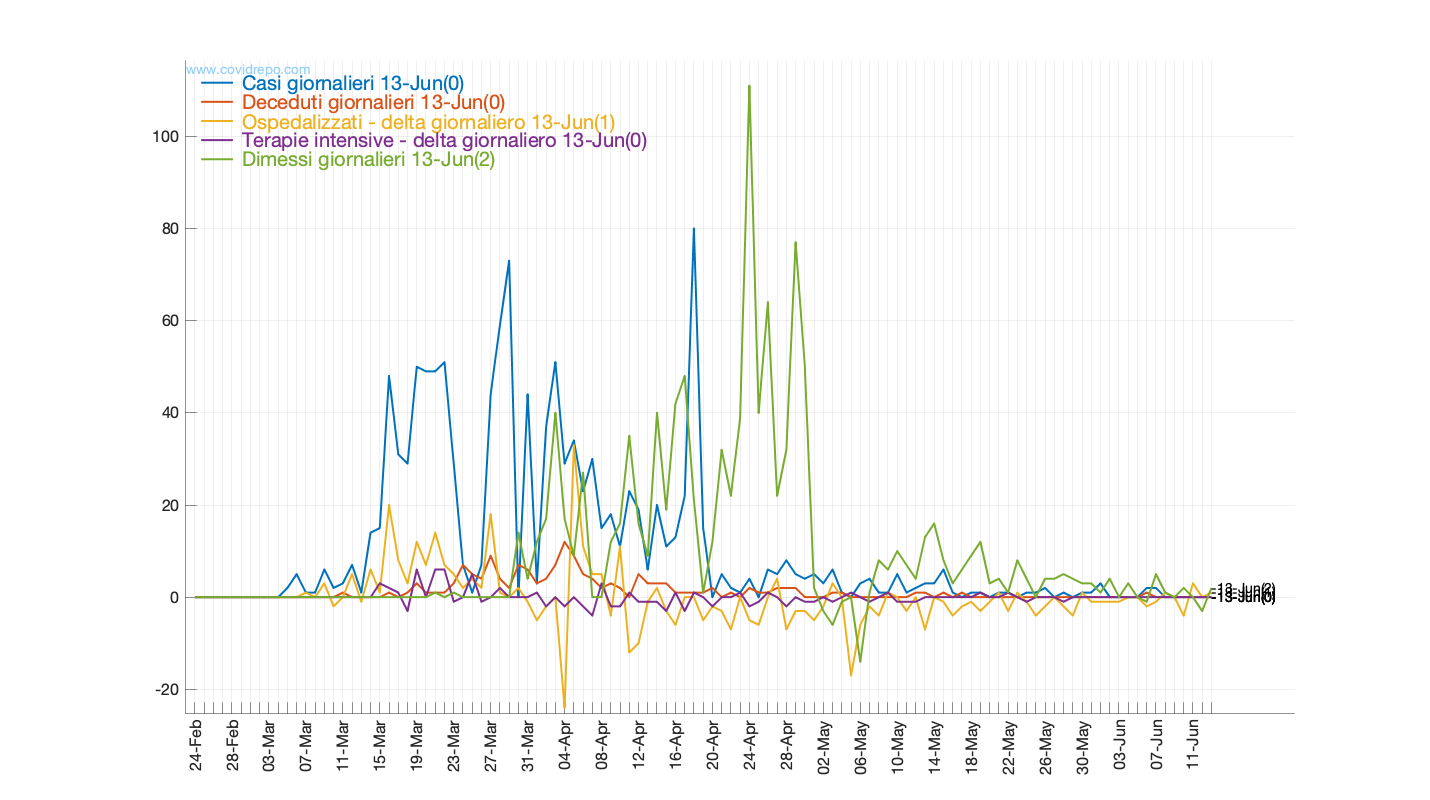 www.covidrepo.com
Casi giornalieri 13-Jun(0)
Deceduti giornalieri 13-Jun(0)
Ospedalizzati - delta giornaliero 13-Jun(1)
Terapie intensive - delta giornaliero 13-Jun(0)
Dimessi giornalieri 13-Jun(2)
100
80
60
40
20
0
-20
13-Jun(2)
13-Jun(0)
24-Feb
28-Feb
03-Mar
07-Mar
11-Mar
15-Mar
19-Mar
23-Mar
27-Mar
31-Mar
04-Apr
08-Apr
12-Apr
16-Apr
20-Apr
24-Apr
28-Apr
02-May
06-May
10-May
14-May
18-May
22-May
26-May
30-May
03-Jun
07-Jun
11-Jun